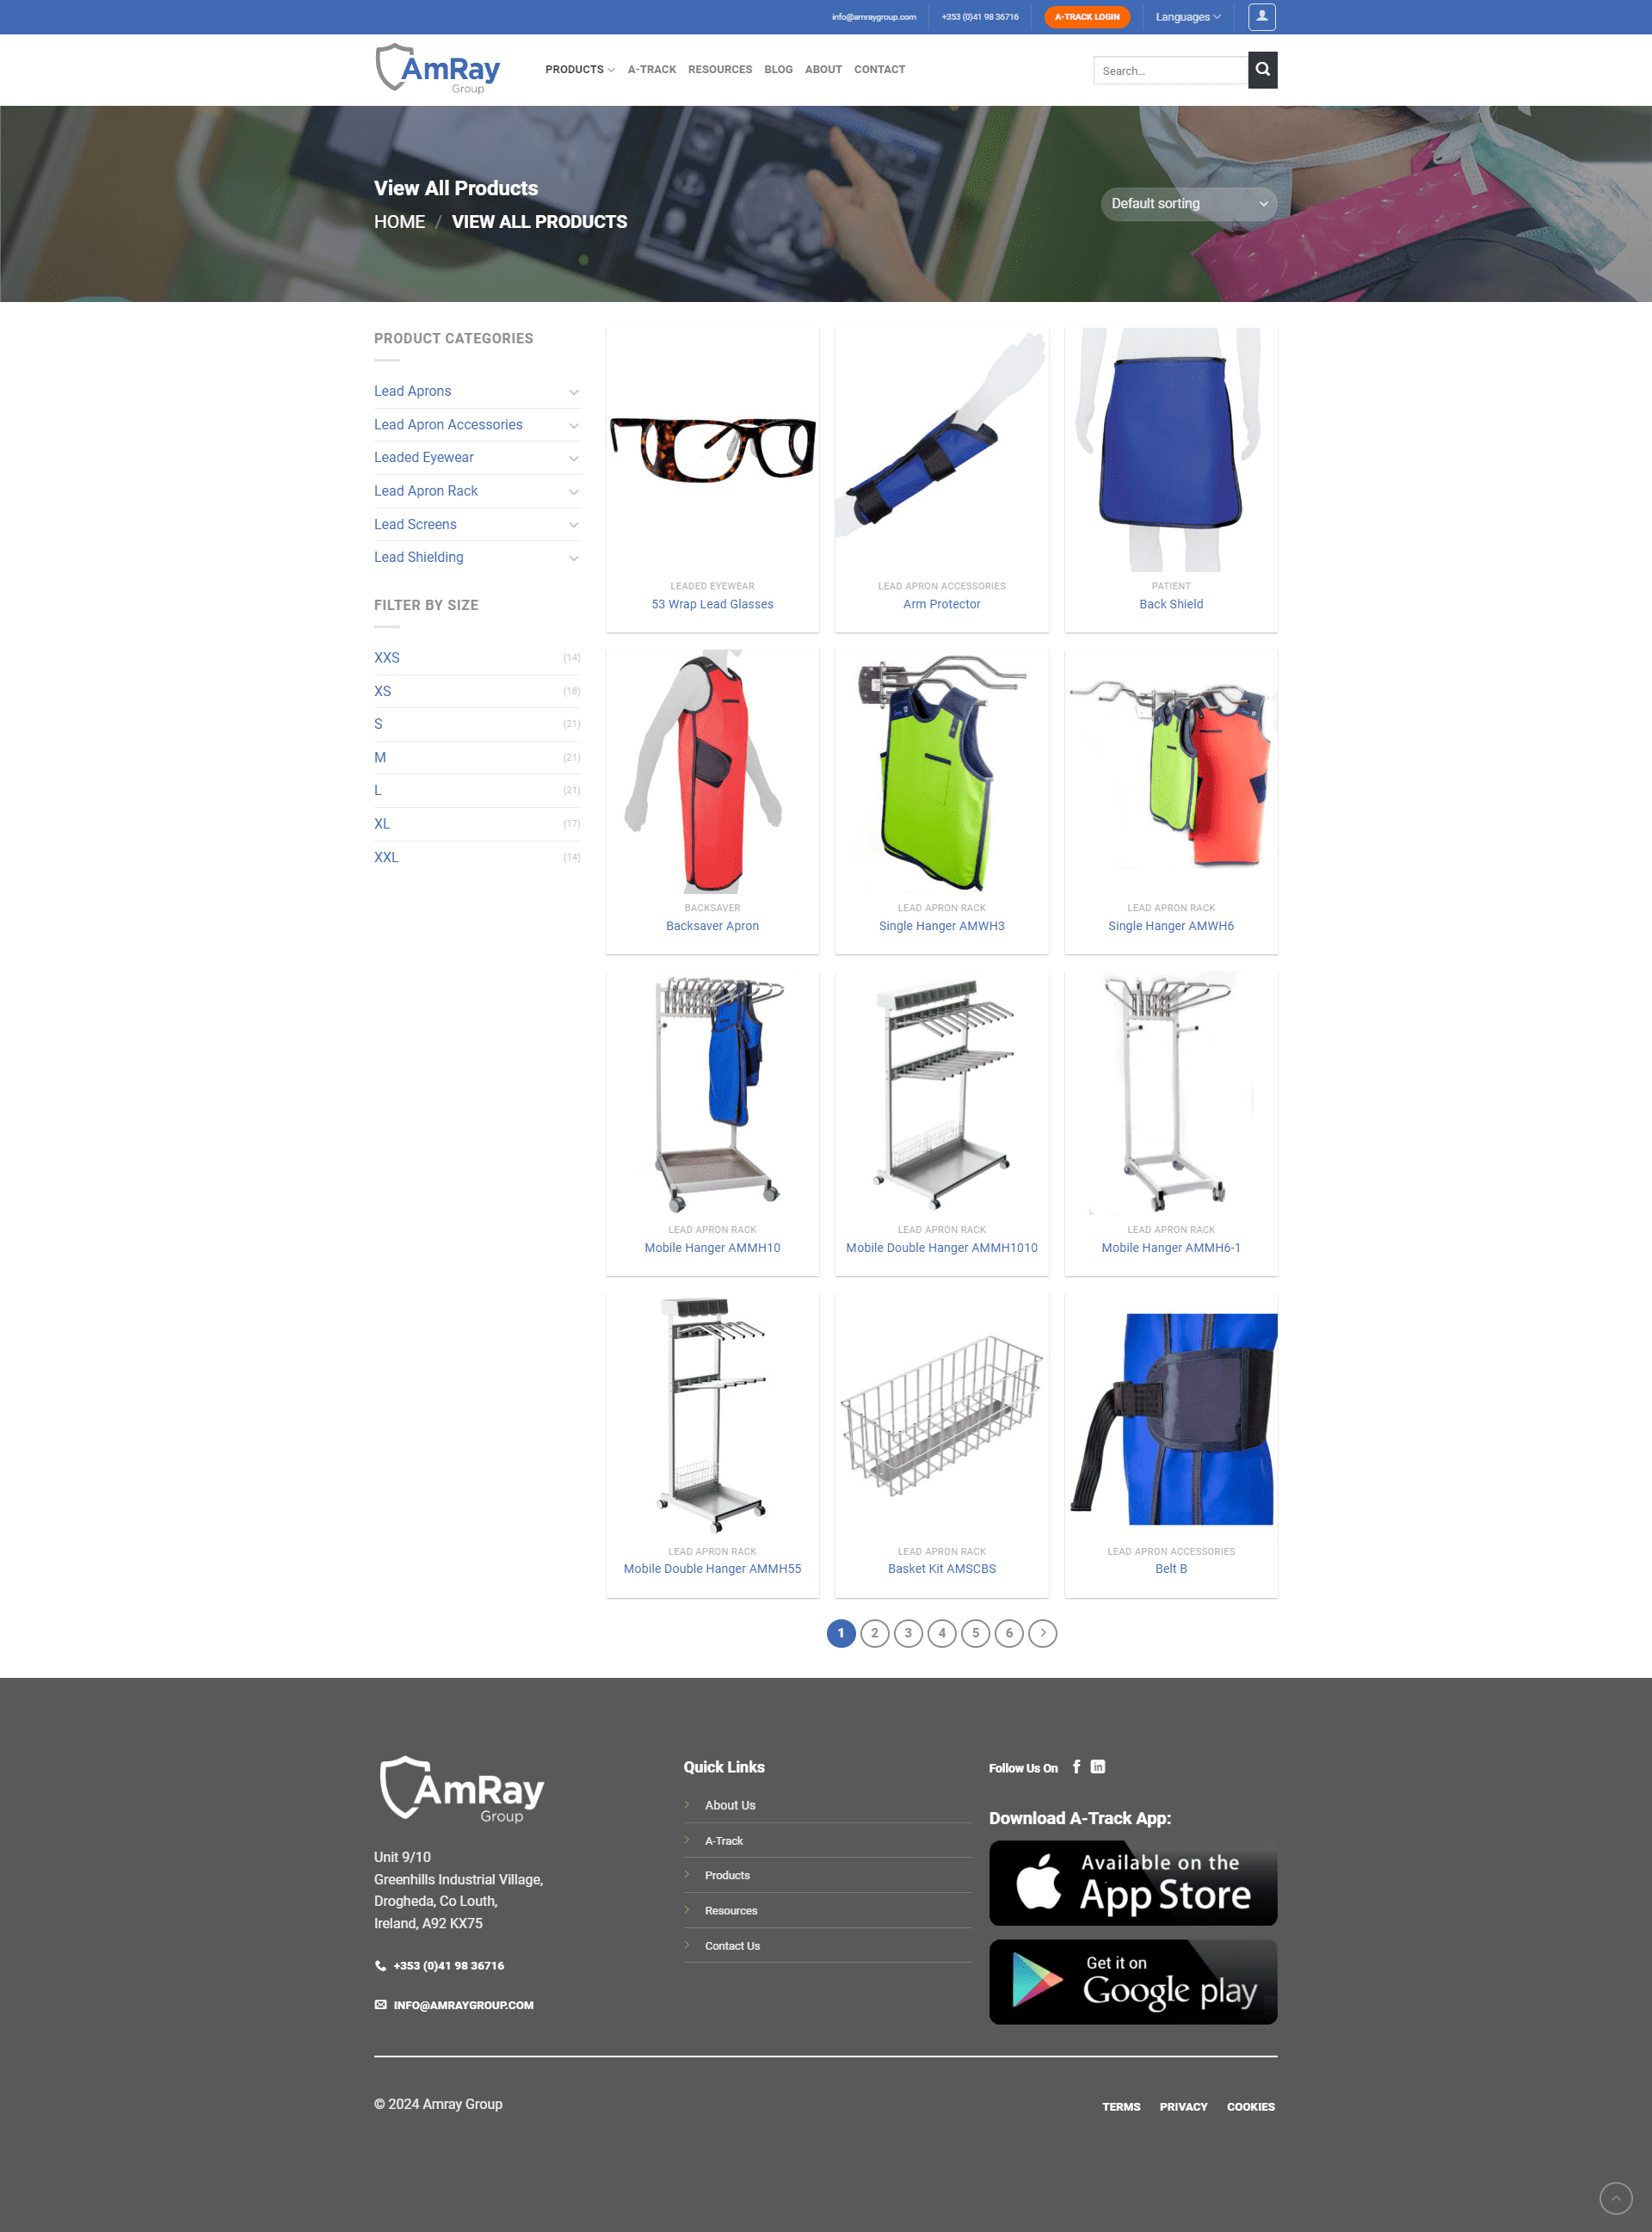 info@amraygroup.com
+353 (0)41 98 36716
A-TRACK LOGIN
Languages
AmRay
Group
PRODUCTS
A-TRACK
RESOURCES
BLOG
ABOUT
CONTACT
Search...
View All Products
HOME / VIEW ALL PRODUCTS
Default sorting
PRODUCT CATEGORIES
Lead Aprons
Lead Apron Accessories
Leaded Eyewear
Lead Apron Rack
Lead Screens
Lead Shielding
FILTER BY SIZE
XXS (14)
XS (18)
S (21)
M (21)
L (21)
XL (17)
XXL (14)
LEADED EYEWEAR
53 Wrap Lead Glasses
LEAD APRON ACCESSORIES
Arm Protector
PATIENT
Back Shield
BACKSAVER
Backsaver Apron
LEAD APRON RACK
Single Hanger AMWH3
LEAD APRON RACK
Single Hanger AMWH6
LEAD APRON RACK
Mobile Hanger AMMH10
LEAD APRON RACK
Mobile Double Hanger AMMH1010
LEAD APRON RACK
Mobile Hanger AMMH6-1
LEAD APRON RACK
Mobile Double Hanger AMMH55
LEAD APRON RACK
Basket Kit AMSCBS
LEAD APRON ACCESSORIES
Belt B
1 2 3 4 5 6
AmRay
Group
Unit 9/10
Greenhills Industrial Village,
Drogheda, Co Louth,
Ireland, A92 KX75
+353 (0)41 98 36716
INFO@AMRAYGROUP.COM
Quick Links
About Us
A-Track
Products
Resources
Contact Us
Follow Us On
Download A-Track App:
Available on the
App Store
Get it on
Google play
© 2024 Amray Group
TERMS
PRIVACY
COOKIES